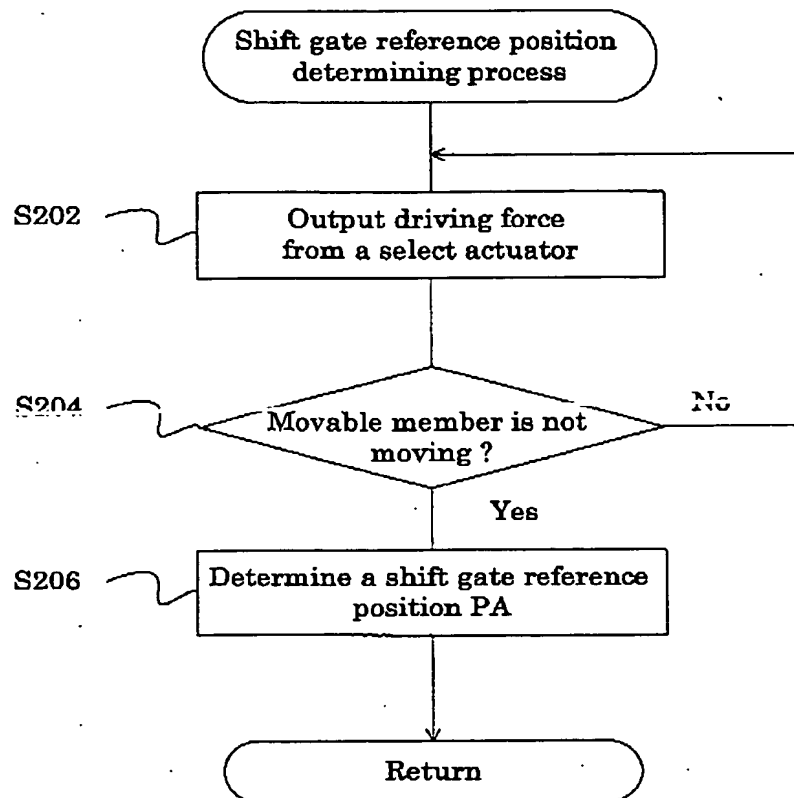 Shift gate reference position
determining process
S202
Output driving force
from a select actuator
S204
Movable member is not
moving ?
No
Yes
S206
Determine a shift gate reference
position PA
Return